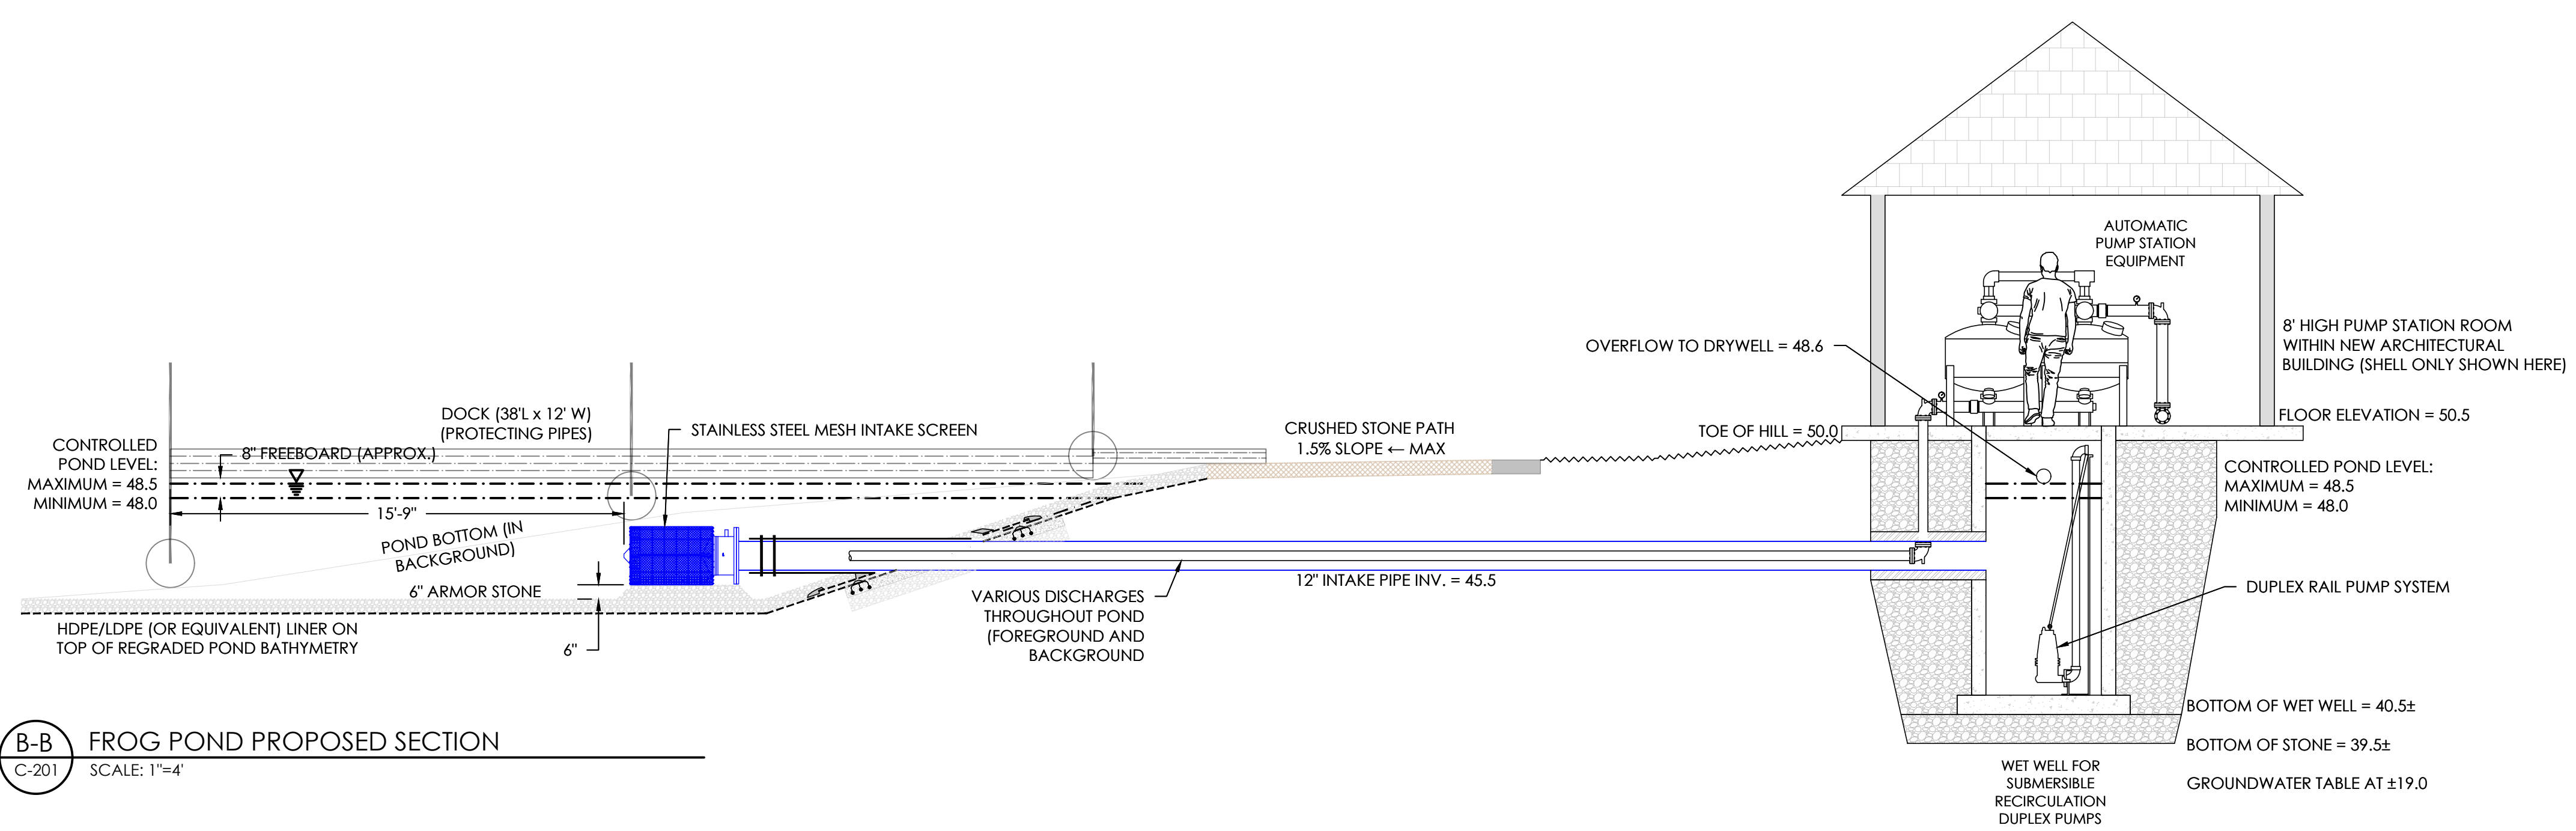 AUTOMATIC
PUMP STATION
EQUIPMENT
OVERFLOW TO DRYWELL = 48.6
8' HIGH PUMP STATION ROOM
WITHIN NEW ARCHITECTURAL
BUILDING (SHELL ONLY SHOWN HERE)
FLOOR ELEVATION = 50.5
DOCK (38'L x 12' W)
(PROTECTING PIPES)
STAINLESS STEEL MESH INTAKE SCREEN
CRUSHED STONE PATH
1.5% SLOPE ← MAX
TOE OF HILL = 50.0
CONTROLLED
POND LEVEL:
MAXIMUM = 48.5
MINIMUM = 48.0
8" FREEBOARD (APPROX.)
15'-9"
CONTROLLED POND LEVEL:
MAXIMUM = 48.5
MINIMUM = 48.0
POND BOTTOM (IN
BACKGROUND)
6" ARMOR STONE
12" INTAKE PIPE INV. = 45.5
VARIOUS DISCHARGES
THROUGHOUT POND
(FOREGROUND AND
BACKGROUND
DUPLEX RAIL PUMP SYSTEM
HDPE/LDPE (OR EQUIVALENT) LINER ON
TOP OF REGRADED POND BATHYMETRY
6"
BOTTOM OF WET WELL = 40.5±
BOTTOM OF STONE = 39.5±
GROUNDWATER TABLE AT ±19.0
WET WELL FOR
SUBMERSIBLE
RECIRCULATION
DUPLEX PUMPS
B-B
C-201
FROG POND PROPOSED SECTION
SCALE: 1"=4'